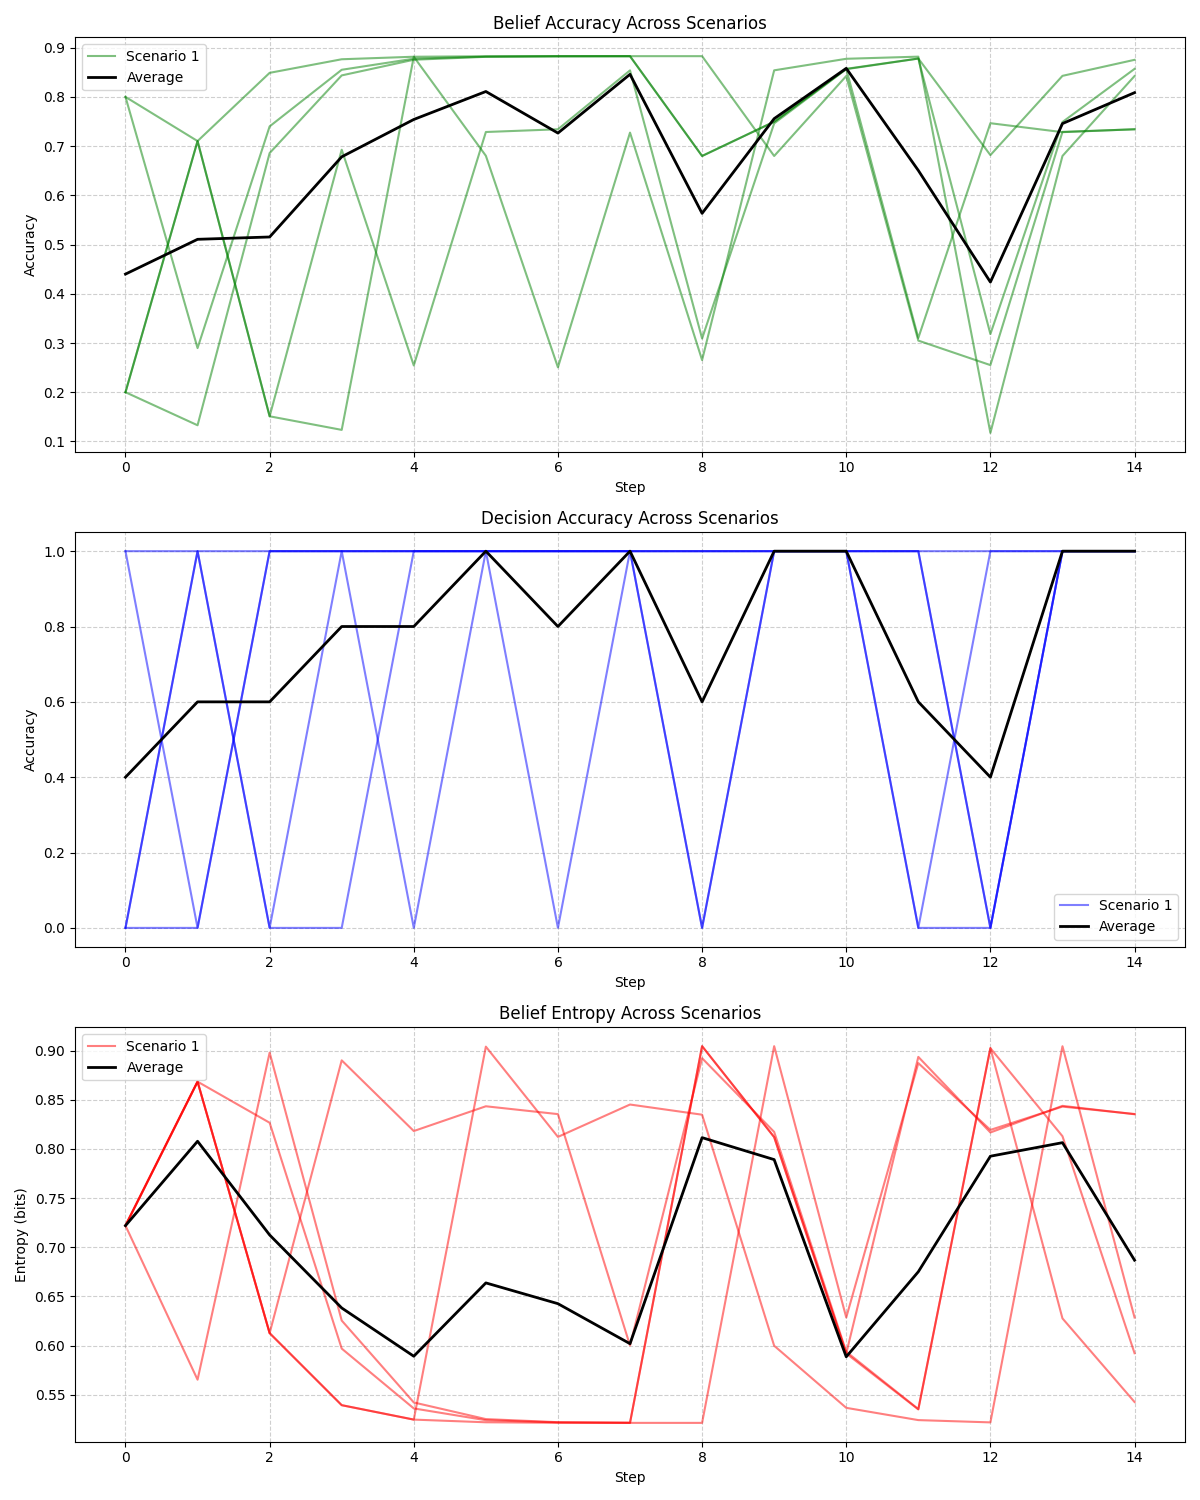 Belief Accuracy Across Scenarios
Scenario 1
Average
Accuracy
0.9
0.8
0.7
0.6
0.5
0.4
0.3
0.2
0.1
0 2 4 6 8 10 12 14
Step
Decision Accuracy Across Scenarios
Accuracy
1.0
0.8
0.6
0.4
0.2
0.0
Scenario 1
Average
0 2 4 6 8 10 12 14
Step
Belief Entropy Across Scenarios
Scenario 1
Average
Entropy (bits)
0.90
0.85
0.80
0.75
0.70
0.65
0.60
0.55
0 2 4 6 8 10 12 14
Step